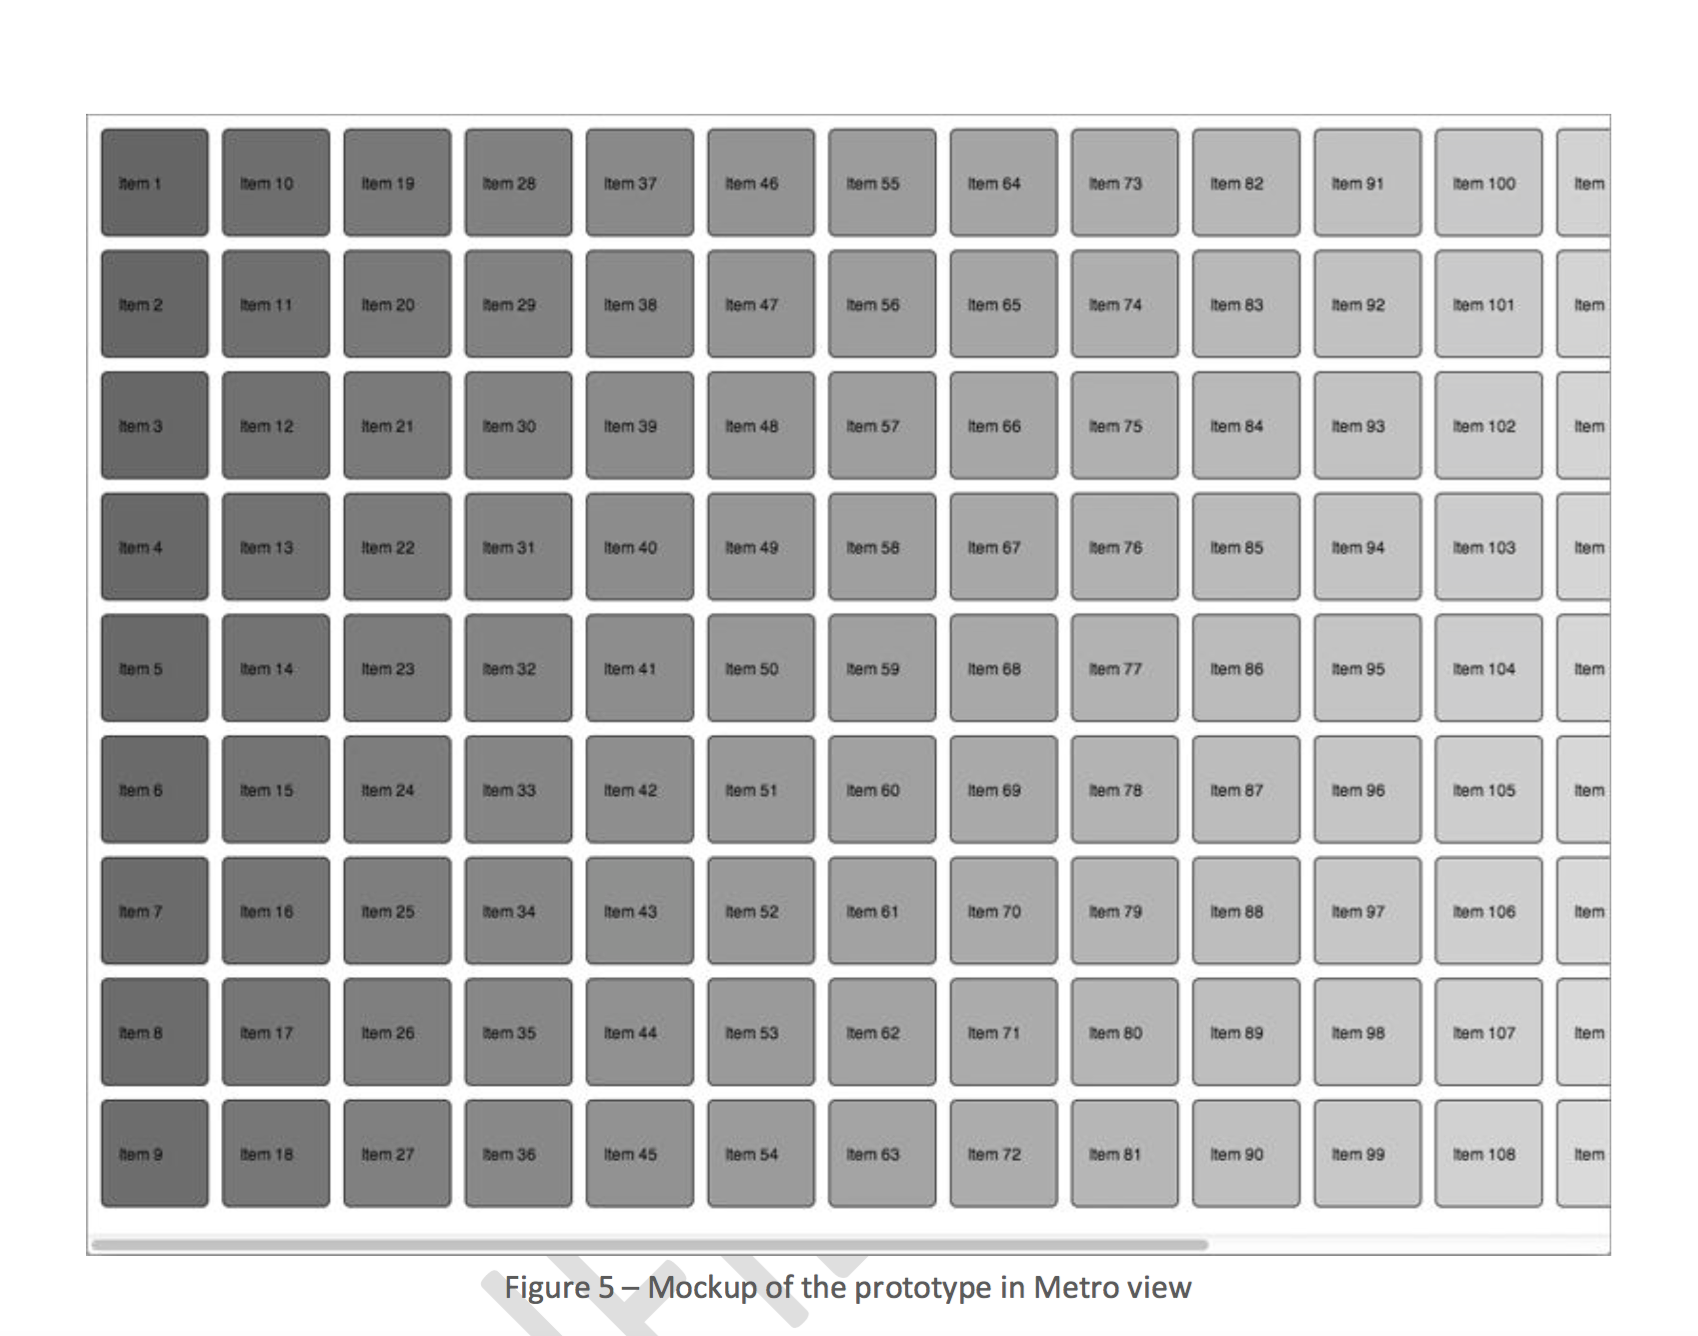 Item 1 Item 10 Item 19 Item 28 Item 37 Item 46 Item 55 Item 64 Item 73 Item 82 Item 91 Item 100 Item
Item 2 Item 11 Item 20 Item 29 Item 38 Item 47 Item 56 Item 65 Item 74 Item 83 Item 92 Item 101 Item
Item 3 Item 12 Item 21 Item 30 Item 39 Item 48 Item 57 Item 66 Item 75 Item 84 Item 93 Item 102 Item
Item 4 Item 13 Item 22 Item 31 Item 40 Item 49 Item 58 Item 67 Item 76 Item 85 Item 94 Item 103 Item
Item 5 Item 14 Item 23 Item 32 Item 41 Item 50 Item 59 Item 68 Item 77 Item 86 Item 95 Item 104 Item
Item 6 Item 15 Item 24 Item 33 Item 42 Item 51 Item 60 Item 69 Item 78 Item 87 Item 96 Item 105 Item
Item 7 Item 16 Item 25 Item 34 Item 43 Item 52 Item 61 Item 70 Item 79 Item 88 Item 97 Item 106 Item
Item 8 Item 17 Item 26 Item 35 Item 44 Item 53 Item 62 Item 71 Item 80 Item 89 Item 98 Item 107 Item
Item 9 Item 18 Item 27 Item 36 Item 45 Item 54 Item 63 Item 72 Item 81 Item 90 Item 99 Item 108 Item
Figure 5 – Mockup of the prototype in Metro view